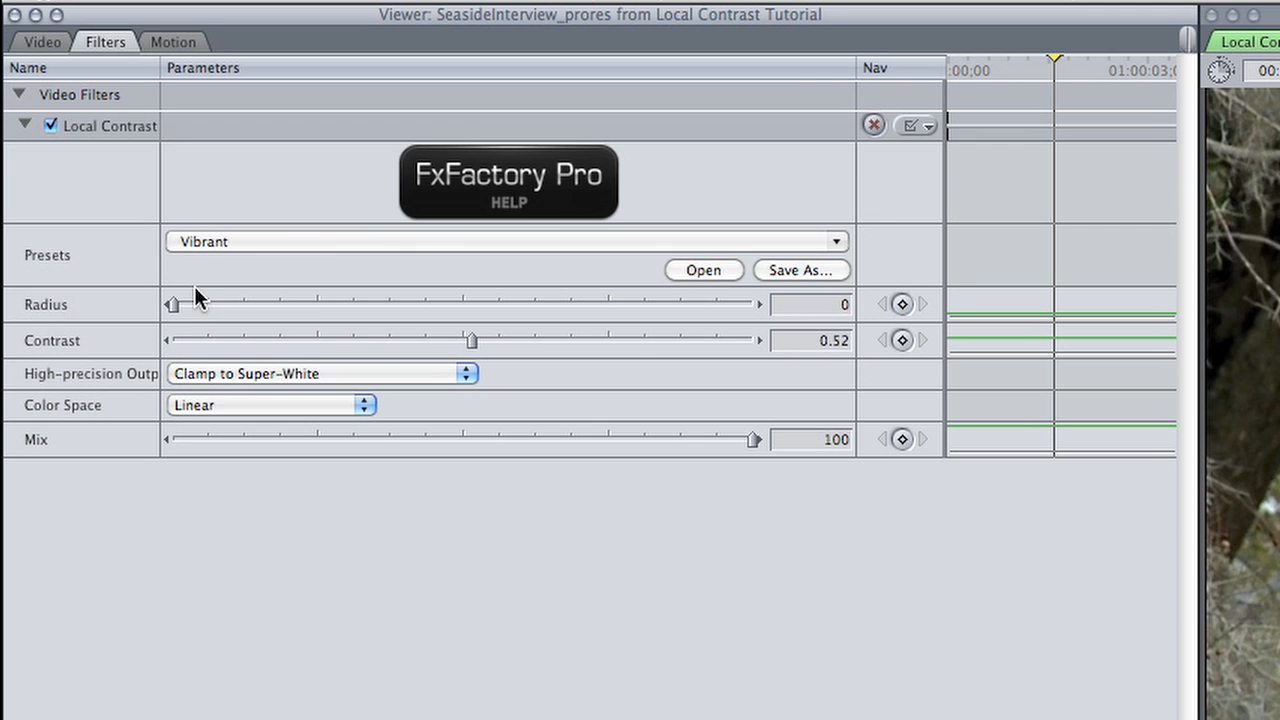 Viewer: SeasideInterview_prores from Local Contrast Tutorial
Video Filters Motion Local Co
Name Parameters Nav :00;00 01:00:03;0 00:
Video Filters
Local Contrast
FxFactory Pro
HELP
Presets Vibrant
Open Save As...
Radius 0
Contrast 0.52
High-precision Outp Clamp to Super-White
Color Space Linear
Mix 100